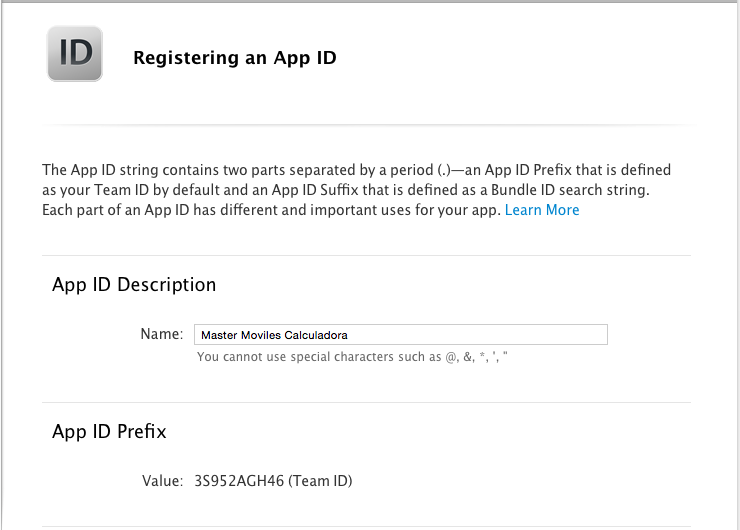 ID
Registering an App ID
The App ID string contains two parts separated by a period (.)—an App ID Prefix that is defined
as your Team ID by default and an App ID Suffix that is defined as a Bundle ID search string.
Each part of an App ID has different and important uses for your app. Learn More
App ID Description
Name: Master Moviles Calculadora
You cannot use special characters such as @, &, *, ', "
App ID Prefix
Value: 3S952AGH46 (Team ID)